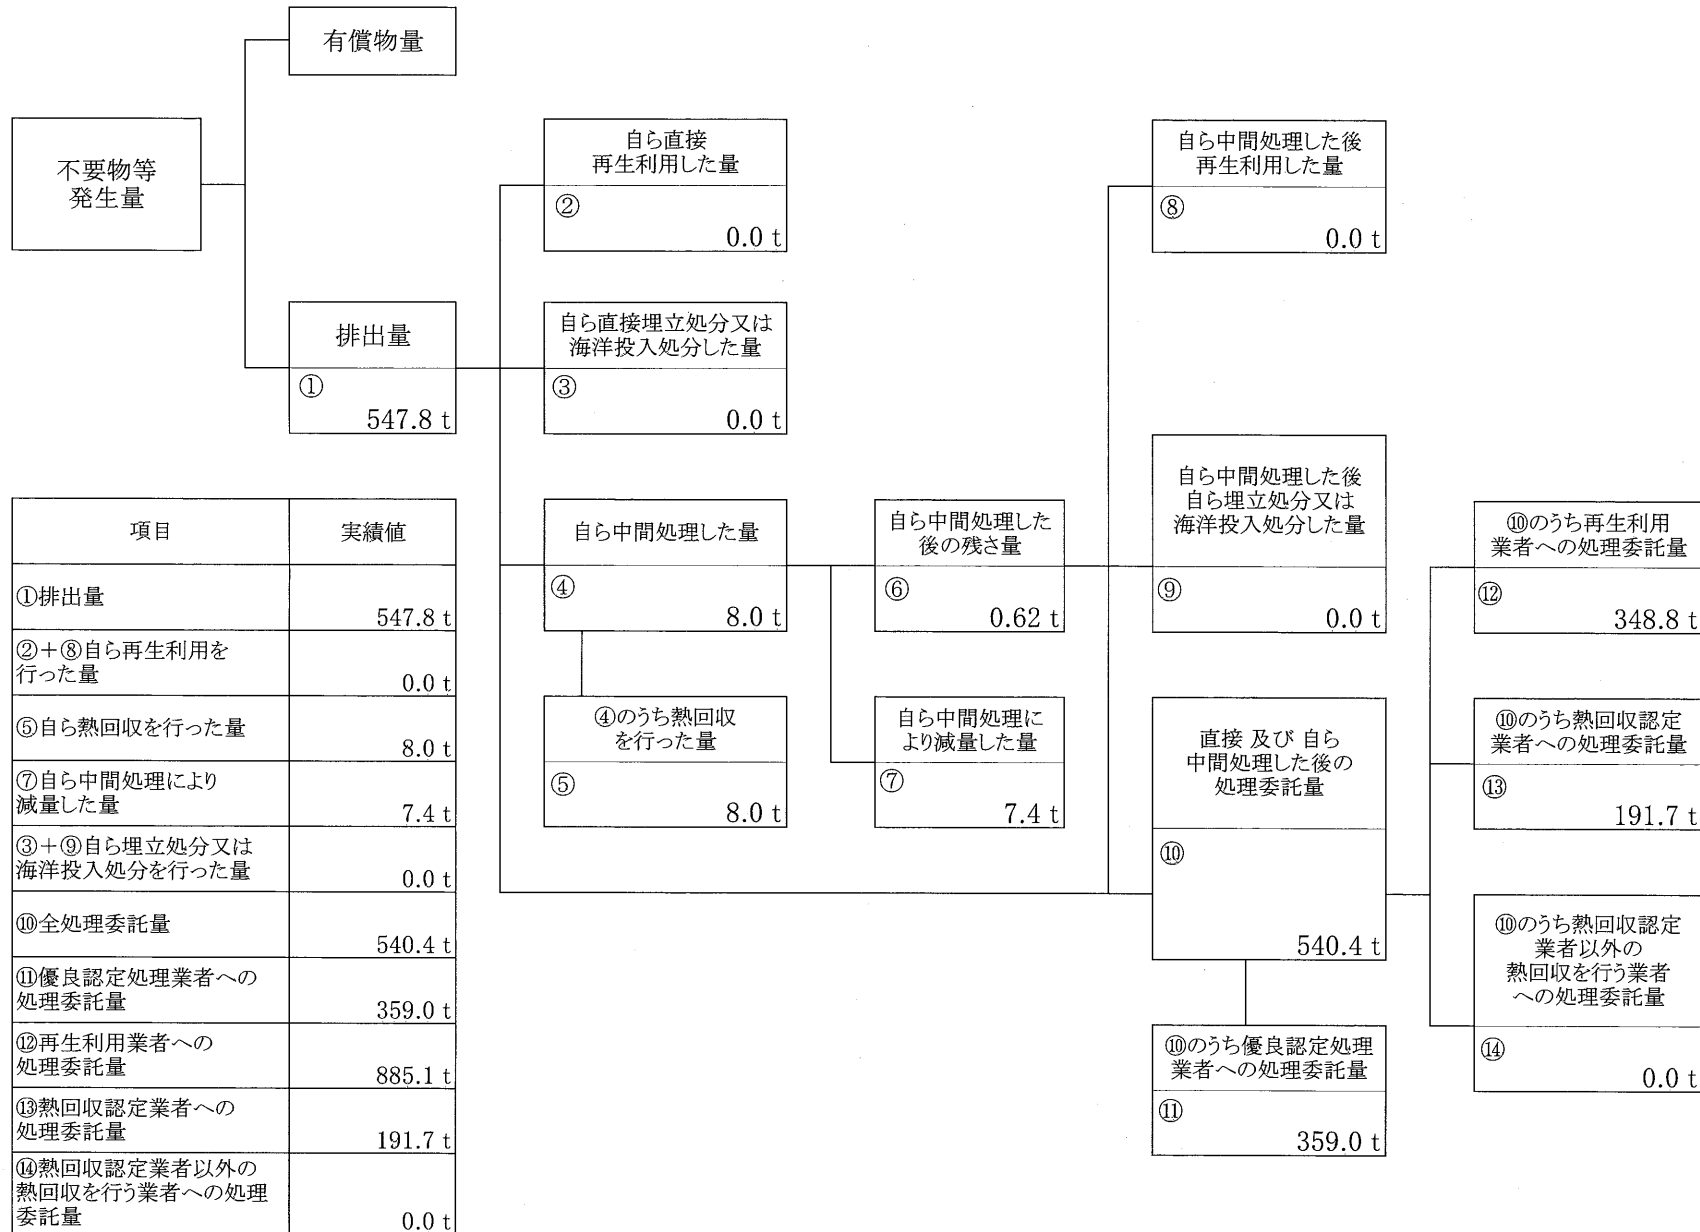 有償物量
不要物等
発生量
自ら直接
再生利用した量
②
0.0 t
自ら中間処理した後
再生利用した量
⑧
0.0 t
排出量
①
547.8 t
自ら直接埋立処分又は
海洋投入処分した量
③
0.0 t
自ら中間処理した量
④
8.0 t
自ら中間処理した
後の残さ量
⑥
0.62 t
自ら中間処理した後
自ら埋立処分又は
海洋投入処分した量
⑨
0.0 t
⑩のうち再生利用
業者への処理委託量
⑫
348.8 t
④のうち熱回収
を行った量
⑤
8.0 t
自ら中間処理に
より減量した量
⑦
7.4 t
直接 及び 自ら
中間処理した後の
処理委託量
⑩
540.4 t
⑩のうち熱回収認定
業者への処理委託量
⑬
191.7 t
⑩のうち熱回収認定
業者以外の
熱回収を行う業者
への処理委託量
⑭
0.0 t
⑩のうち優良認定処理
業者への処理委託量
⑪
359.0 t
項目 実績値
①排出量
547.8 t
②+⑧自ら再生利用を
行った量
0.0 t
⑤自ら熱回収を行った量
8.0 t
⑦自ら中間処理により
減量した量
7.4 t
③+⑨自ら埋立処分又は
海洋投入処分を行った量
0.0 t
⑩全処理委託量
540.4 t
⑪優良認定処理業者への
処理委託量
359.0 t
⑫再生利用業者への
処理委託量
885.1 t
⑬熱回収認定業者への
処理委託量
191.7 t
⑭熱回収認定業者以外の
熱回収を行う業者への処理
委託量
0.0 t